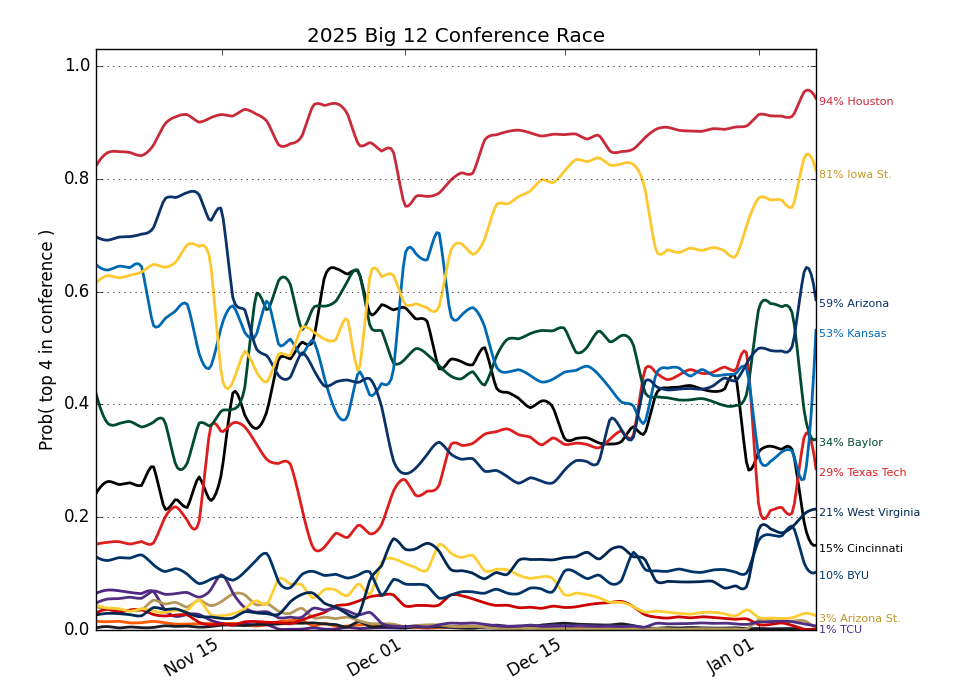 2025 Big 12 Conference Race
Prob( top 4 in conference )
1.0
0.8
0.6
0.4
0.2
0.0
Nov 15
Dec 01
Dec 15
Jan 01
94% Houston
81% Iowa St.
59% Arizona
53% Kansas
34% Baylor
29% Texas Tech
21% West Virginia
15% Cincinnati
10% BYU
3% Arizona St.
1% TCU